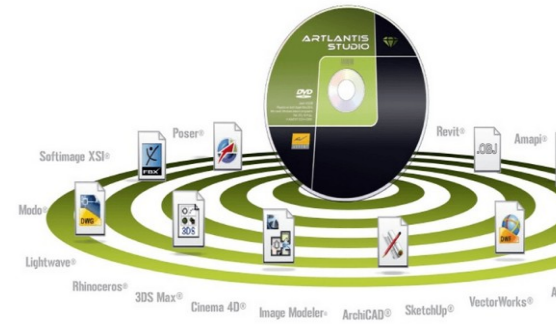 ARTLANTIS
STUDIO
DVD
Poser®
Revit®
Amapi®
Softimage XSI®
FBX
.OBJ
Modo®
DWG
3DS
Lightwave®
Rhinoceros®
3DS Max®
Cinema 4D®
Image Modeler®
ArchiCAD®
SketchUp®
VectorWorks®
A